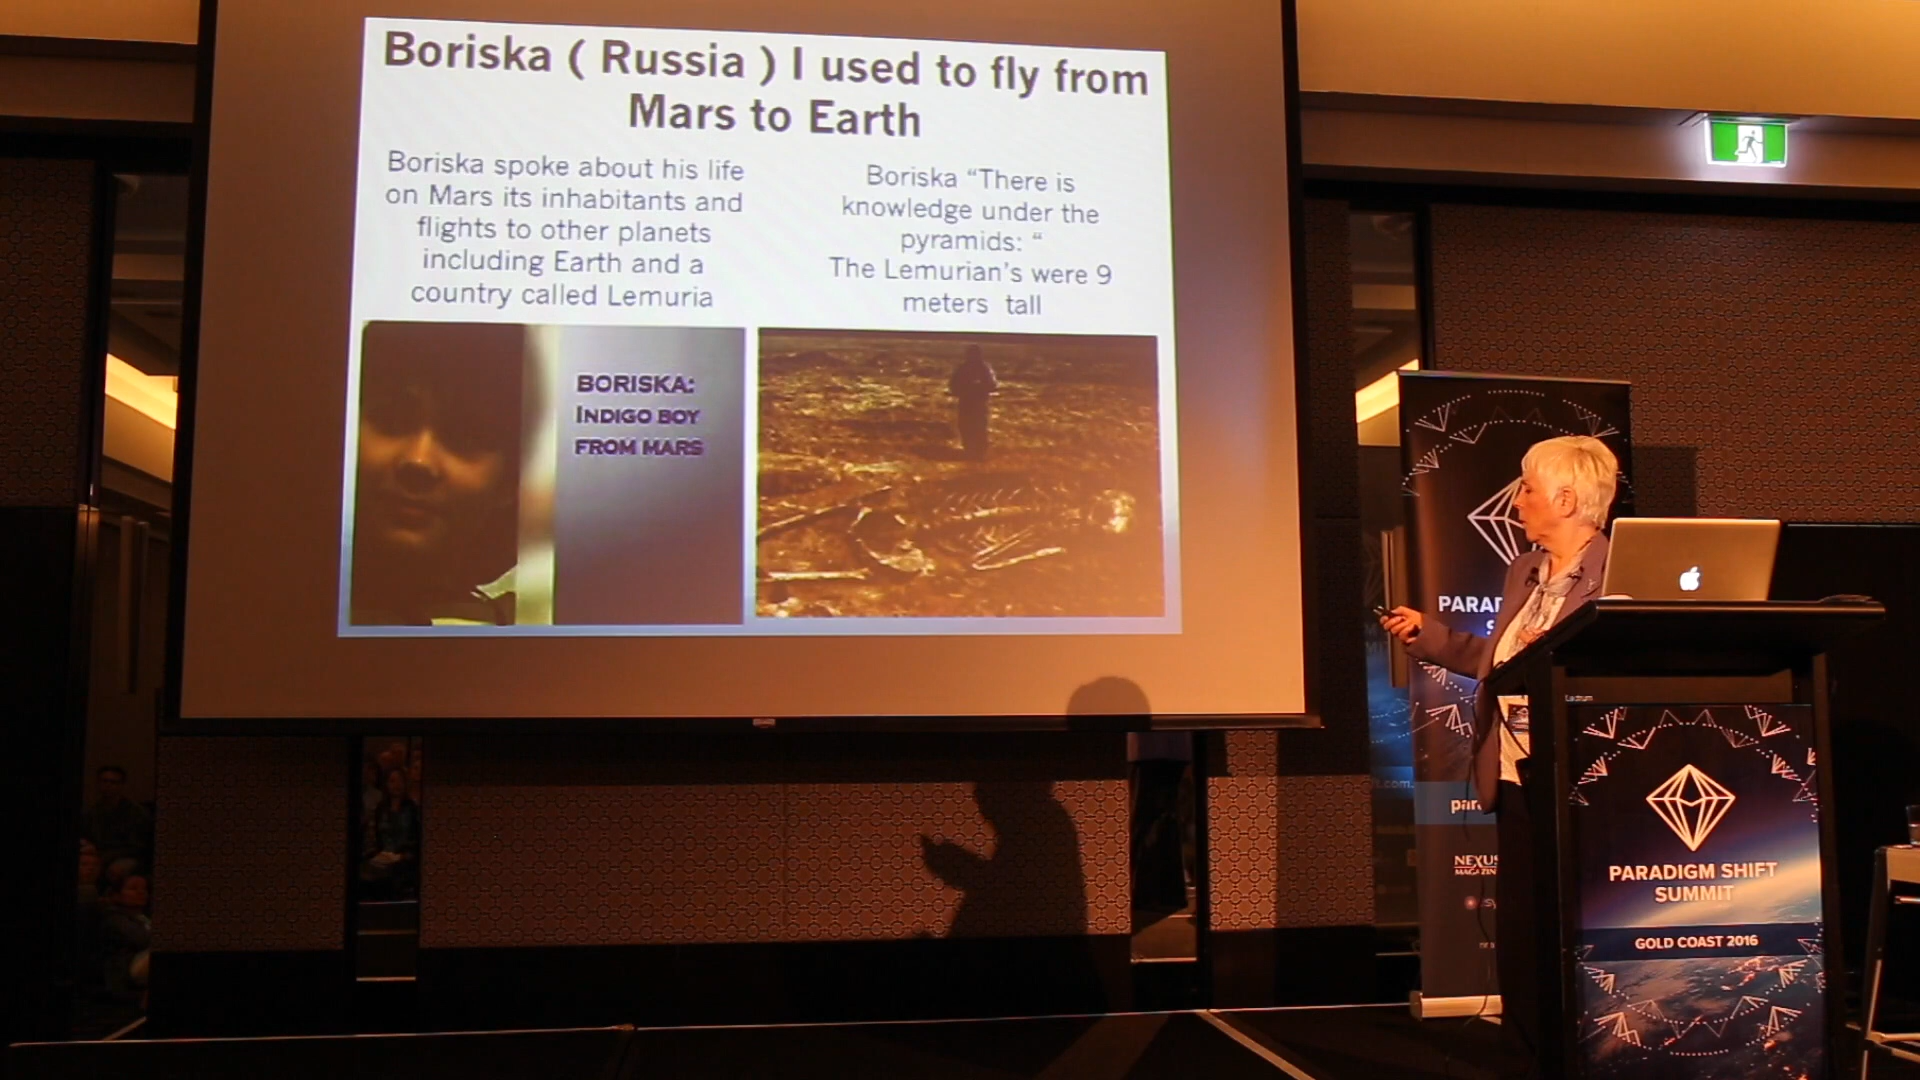 Boriska ( Russia ) I used to fly from
Mars to Earth
Boriska spoke about his life
on Mars its inhabitants and
flights to other planets
including Earth and a
country called Lemuria
Boriska “There is
knowledge under the
pyramids: “
The Lemurian's were 9
meters tall
BORISKA:
INDIGO BOY
FROM MARS
PARADIGM SHIFT
SUMMIT
GOLD COAST 2016
NEXUS